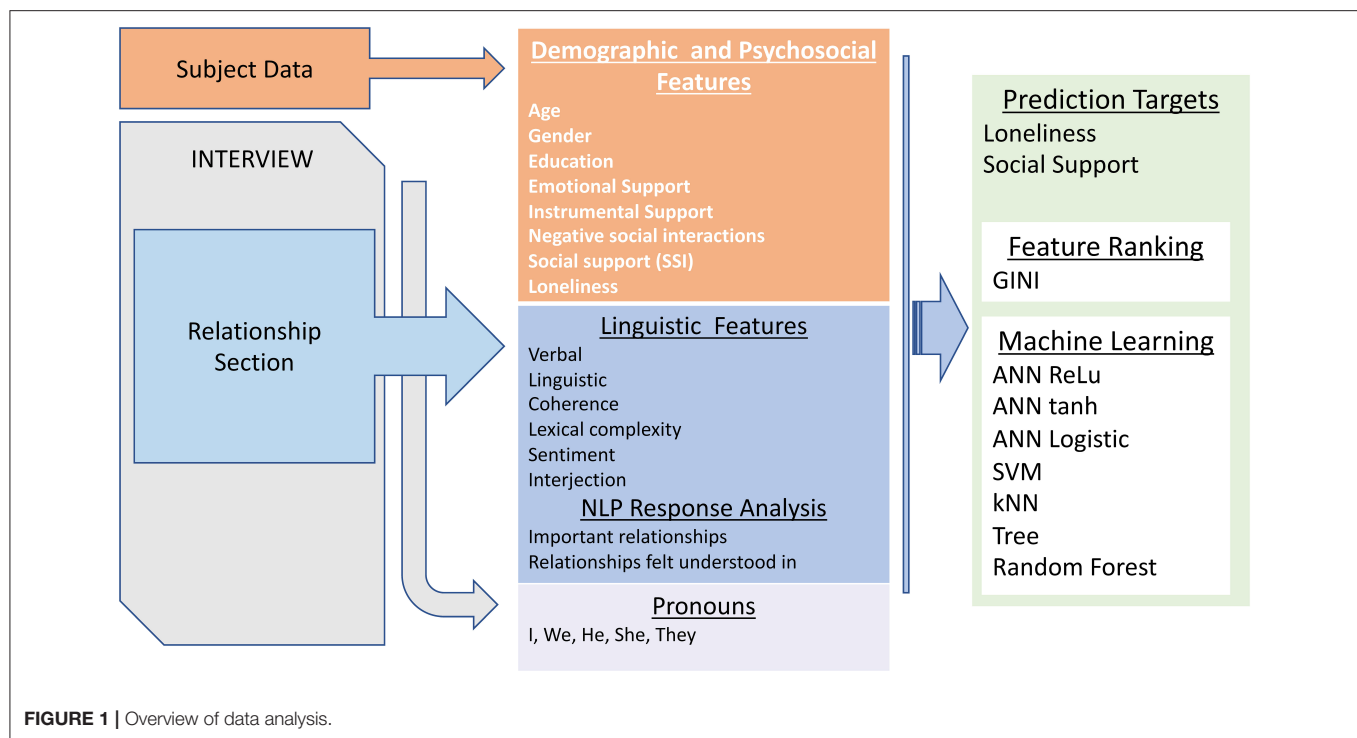 Subject Data
INTERVIEW
Relationship
Section
Demographic and Psychosocial
Features
Age
Gender
Education
Emotional Support
Instrumental Support
Negative social interactions
Social support (SSI)
Loneliness
Linguistic Features
Verbal
Linguistic
Coherence
Lexical complexity
Sentiment
Interjection
NLP Response Analysis
Important relationships
Relationships felt understood in
Pronouns
I, We, He, She, They
Prediction Targets
Loneliness
Social Support
Feature Ranking
GINI
Machine Learning
ANN ReLu
ANN tanh
ANN Logistic
SVM
kNN
Tree
Random Forest
FIGURE 1 | Overview of data analysis.